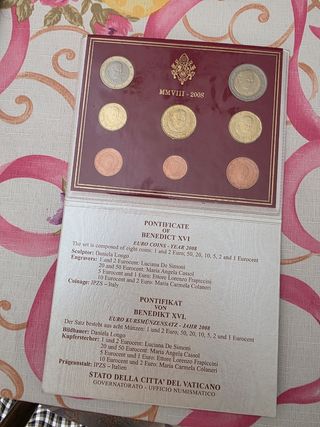 MMVIII - 2008
PONTIFICATE
OF
BENEDICT XVI
EURO COINS - YEAR 2008
The set is composed of eight coins: 1 and 2 Euro; 50, 20, 10, 5, 2 and 1 Eurocent
Sculptor: Daniela Longo
Engravers: 1 and 2 Eurocent: Luciana De Simoni
20 and 50 Eurocent: Maria Angela Cassol
5 Eurocent and 1 Euro: Ettore Lorenzo Frapiccini
10 Eurocent and 2 Euro: Maria Carmela Colaneri
Coinage: IPZS - Italy
PONTIFIKAT
VON
BENEDIKT XVI.
EURO KURSMÜNZENSATZ - JAHR 2008
Der Satz besteht aus acht Münzen: 1 und 2 Euro; 50, 20, 10, 5, 2 und 1 Eurocent
Bildhauer: Daniela Longo
Kupferstecher: 1 und 2 Eurocent: Luciana De Simoni
20 und 50 Eurocent: Maria Angela Cassol
5 Eurocent und 1 Euro: Ettore Lorenzo Frapiccini
10 Eurocent und 2 Euro: Maria Carmela Colaneri
Prägeanstalt: IPZS - Italien
STATO DELLA CITTA' DEL VATICANO
GOVERNATORATO - UFFICIO NUMISMATICO